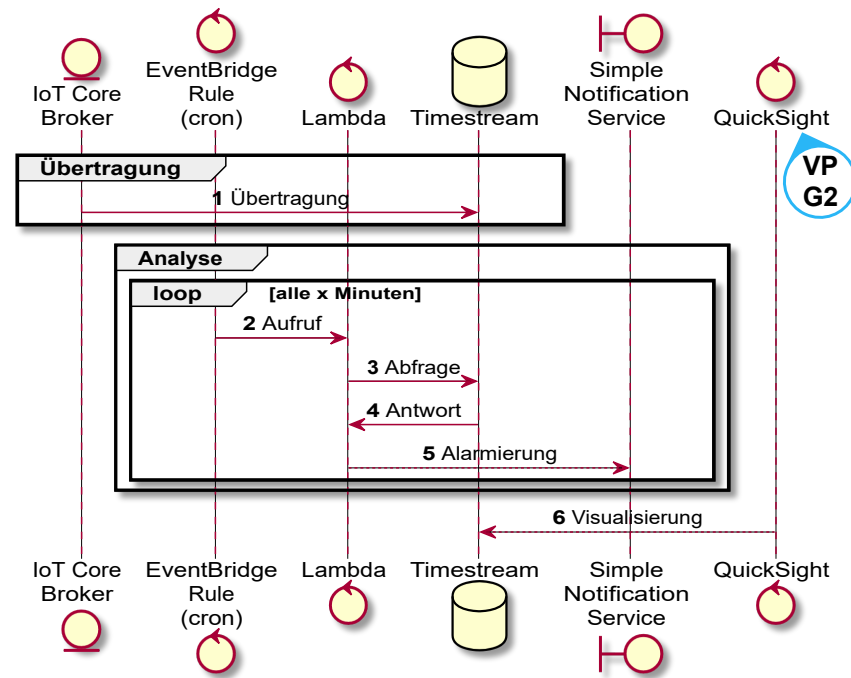 IoT Core
Broker
EventBridge
Rule
(cron)
Lambda
Timestream
Simple
Notification
Service
QuickSight
VP
G2
Übertragung
1 Übertragung
Analyse
loop
[alle x Minuten]
2 Aufruf
3 Abfrage
4 Antwort
5 Alarmierung
6 Visualisierung
IoT Core
Broker
EventBridge
Rule
(cron)
Lambda
Timestream
Simple
Notification
Service
QuickSight